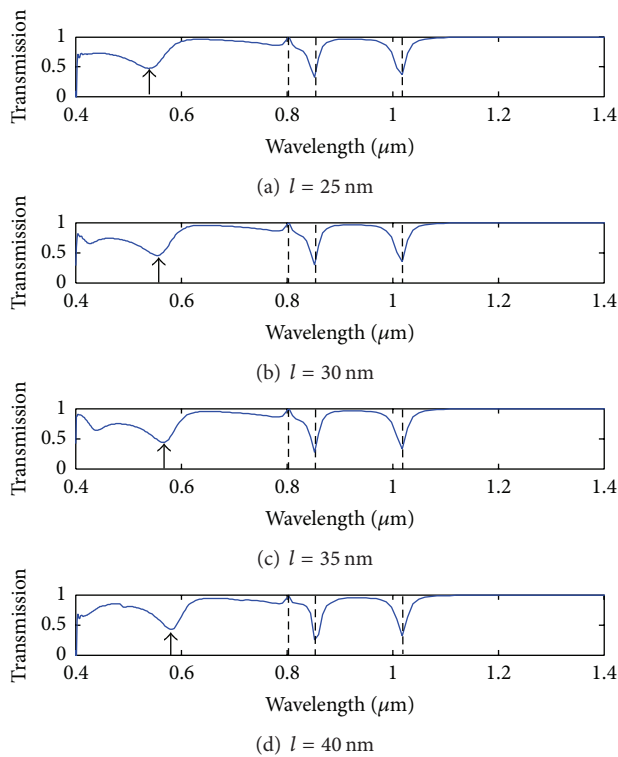 Transmission
1
0.5
0
0.4 0.6 0.8 1 1.2 1.4
Wavelength (μm)
(a) l = 25 nm
Transmission
1
0.5
0
0.4 0.6 0.8 1 1.2 1.4
Wavelength (μm)
(b) l = 30 nm
Transmission
1
0.5
0
0.4 0.6 0.8 1 1.2 1.4
Wavelength (μm)
(c) l = 35 nm
Transmission
1
0.5
0
0.4 0.6 0.8 1 1.2 1.4
Wavelength (μm)
(d) l = 40 nm